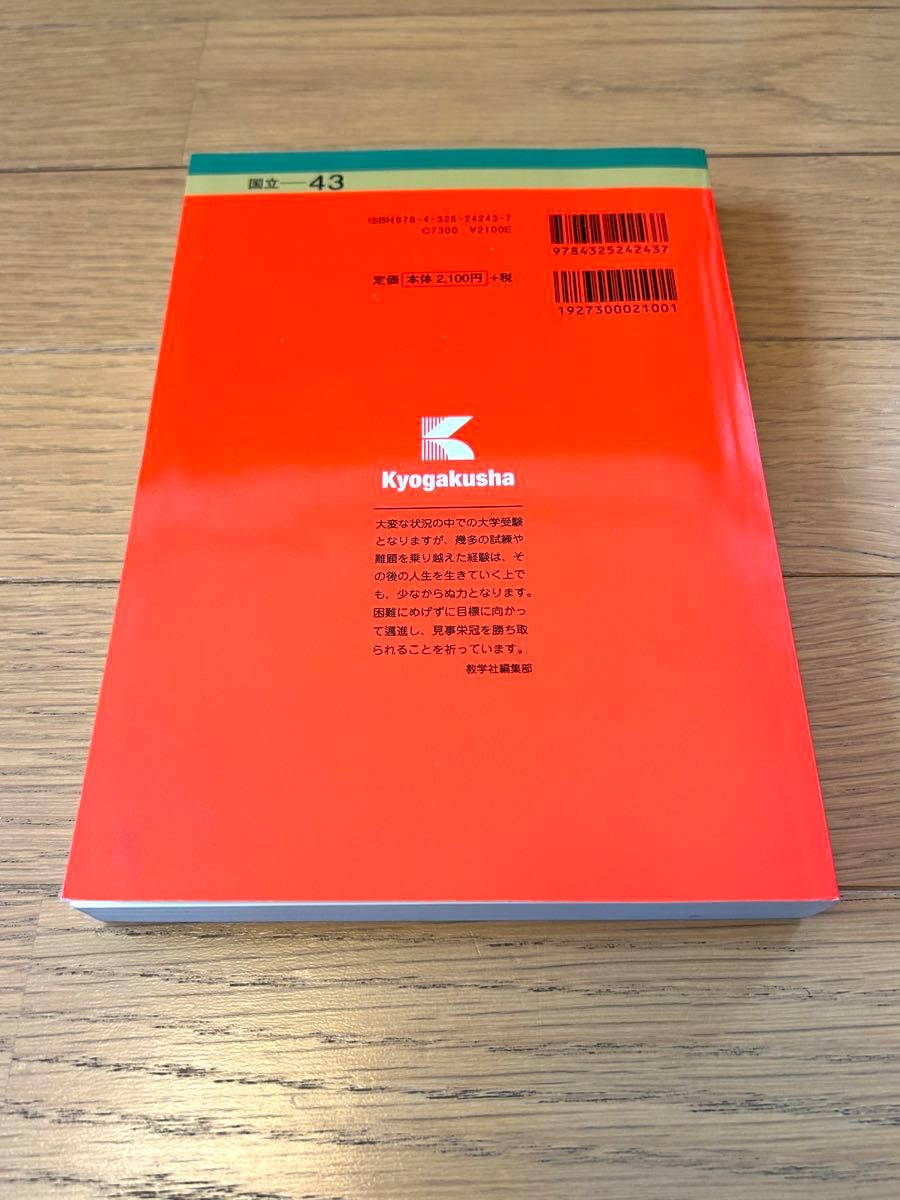 国立—43
ISBN978-4-325-24243-7
C7300 ¥2100E
9784325242437
定価 本体 2,100円 +税
1927300021001
Kyogakusha
大変な状況の中での大学受験
となりますが、幾多の試練や
難題を乗り越えた経験は、そ
の後の人生を生きていく上で
も、少なからぬ力となります。
困難にめげずに目標に向かっ
て邁進し、見事栄冠を勝ち取
られることを祈っています。
教学社編集部